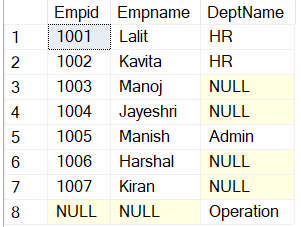 Empid Empname DeptName
1 1001 Lalit HR
2 1002 Kavita HR
3 1003 Manoj NULL
4 1004 Jayeshri NULL
5 1005 Manish Admin
6 1006 Harshal NULL
7 1007 Kiran NULL
8 NULL NULL Operation